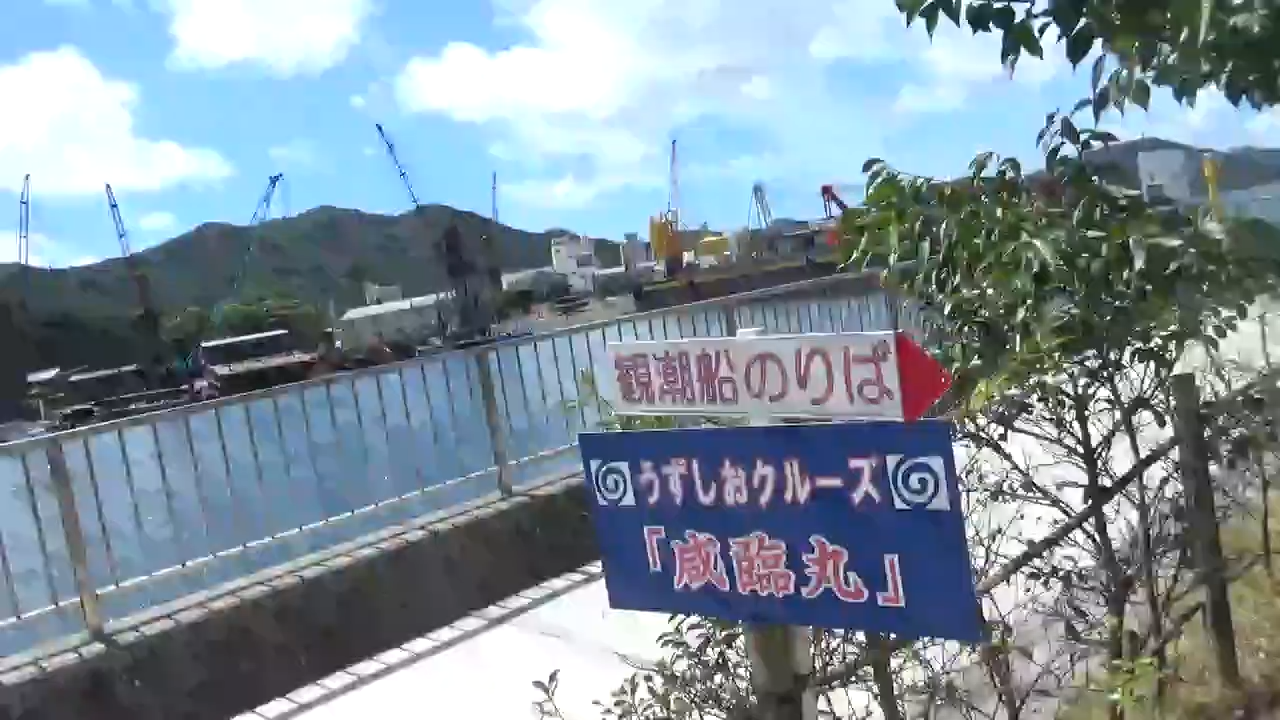 観潮船のりば
うずしおクルーズ
「咸臨丸」